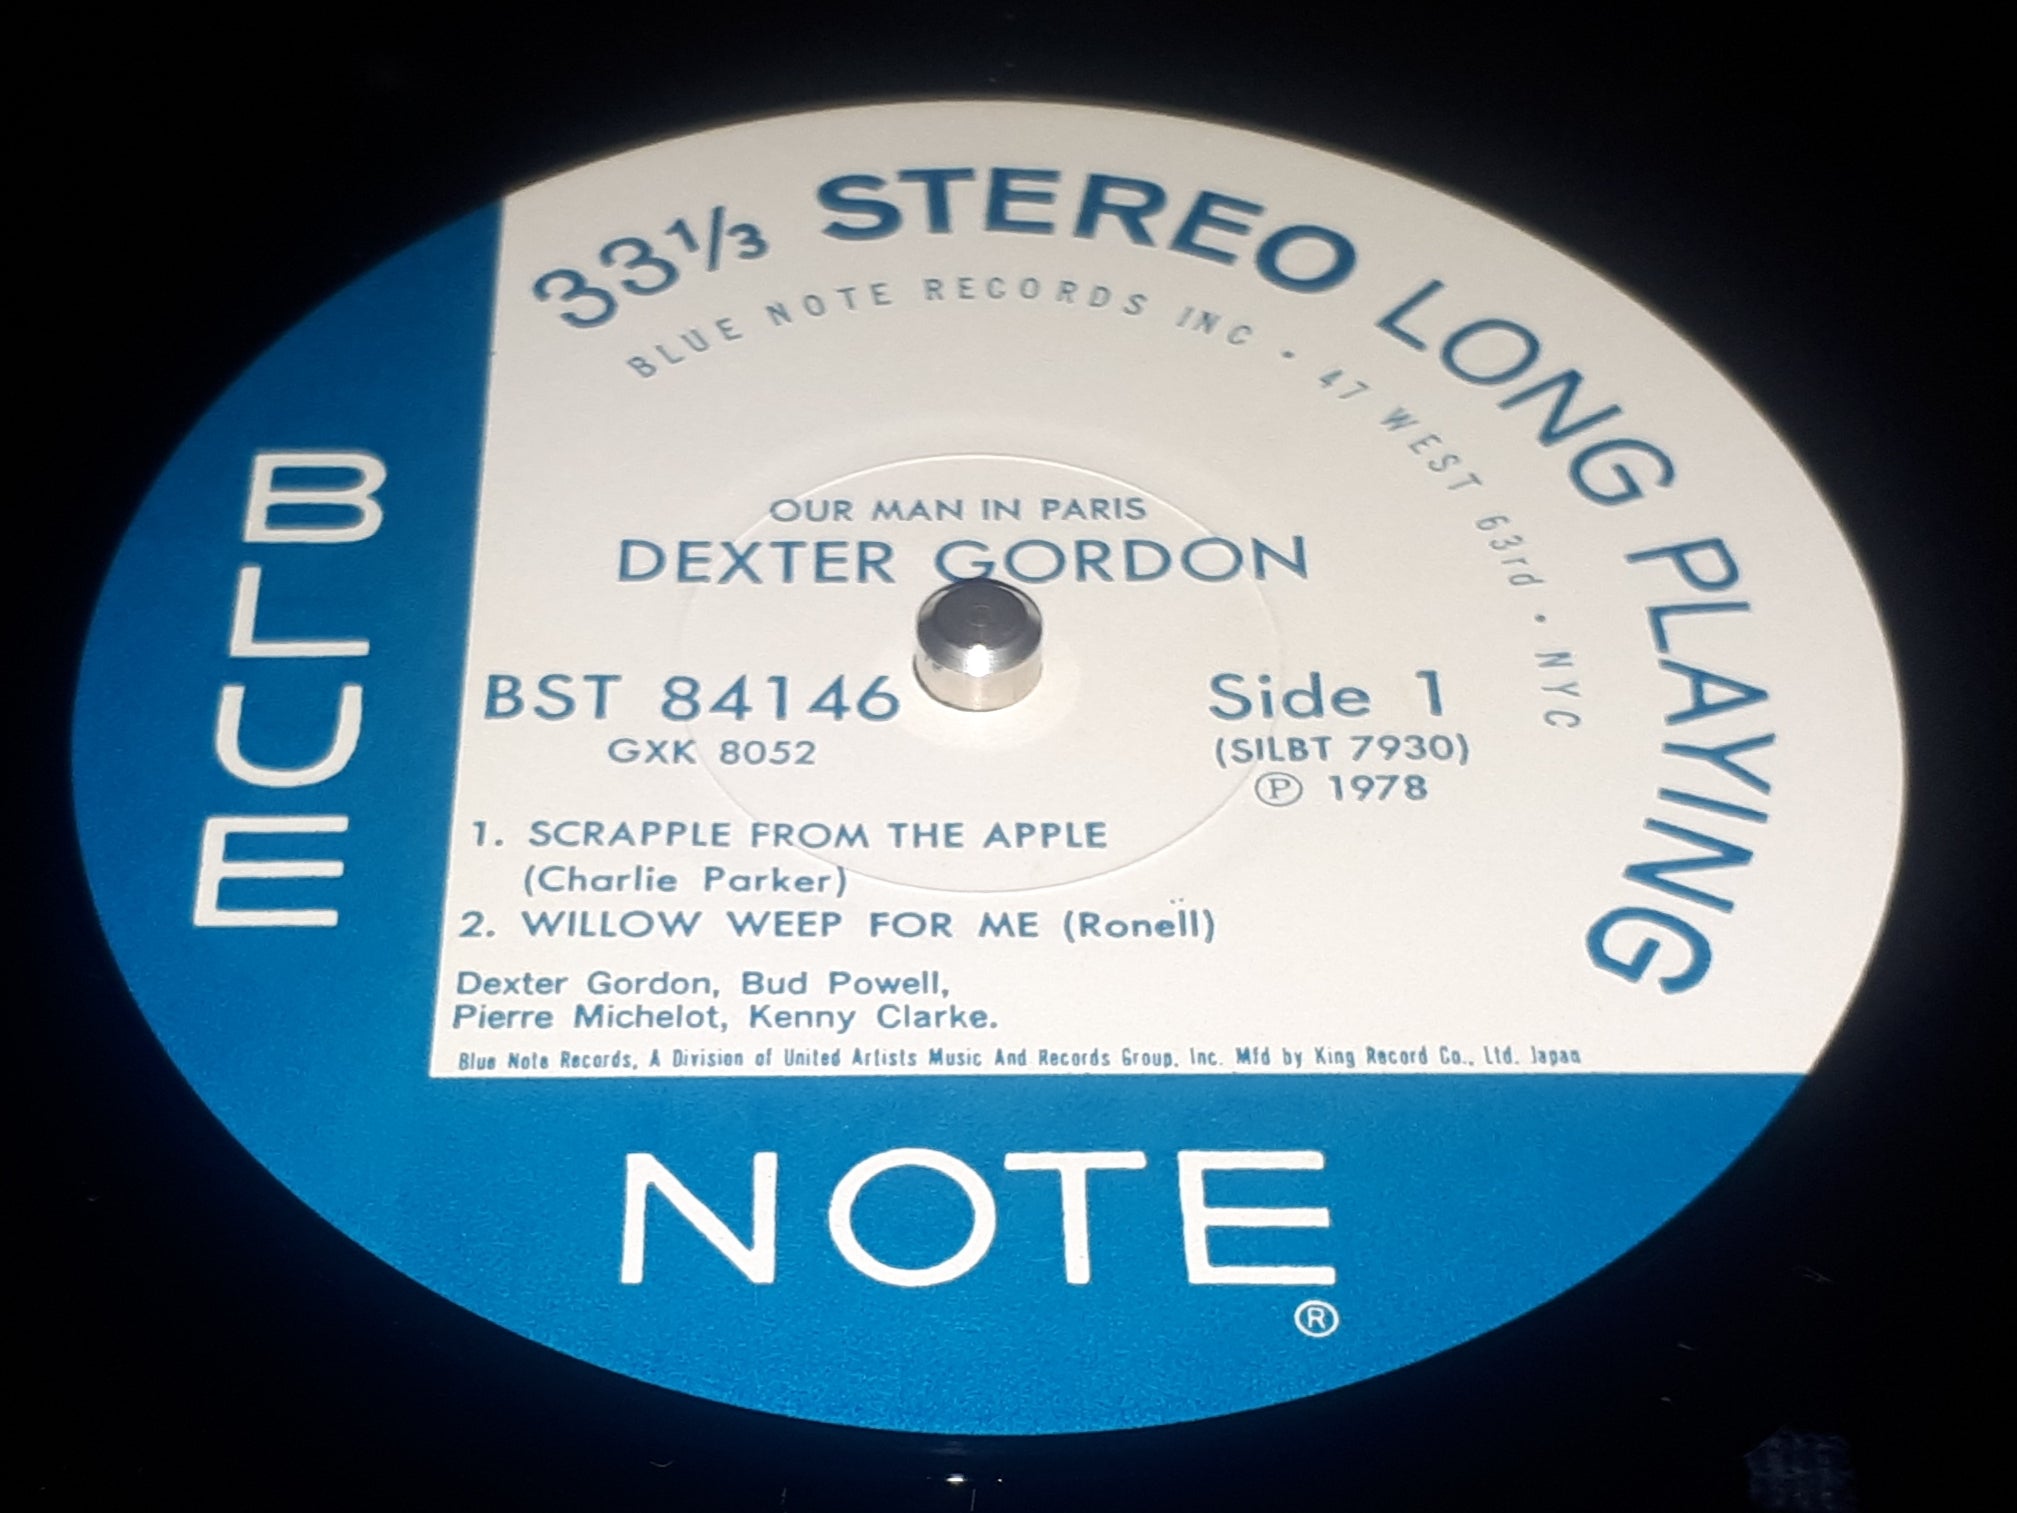 33⅓ STEREO LONG PLAYING
BLUE NOTE RECORDS INC • 47 WEST 63rd • NYC
OUR MAN IN PARIS
DEXTER GORDON
BST 84146
GXK 8052
Side 1
(SILBT 7930)
Ⓟ 1978
1. SCRAPPLE FROM THE APPLE
(Charlie Parker)
2. WILLOW WEEP FOR ME (Ronell)
Dexter Gordon, Bud Powell,
Pierre Michelot, Kenny Clarke.
Blue Note Records, A Division of United Artists Music And Records Group, Inc. Mfd by King Record Co., Ltd. Japan
BLUE
NOTE
®